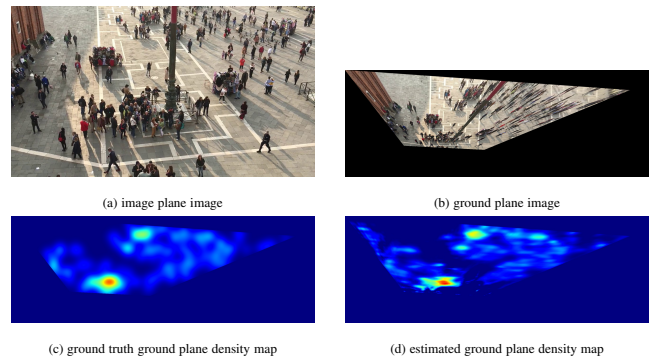 (a) image plane image
(b) ground plane image
(c) ground truth ground plane density map
(d) estimated ground plane density map